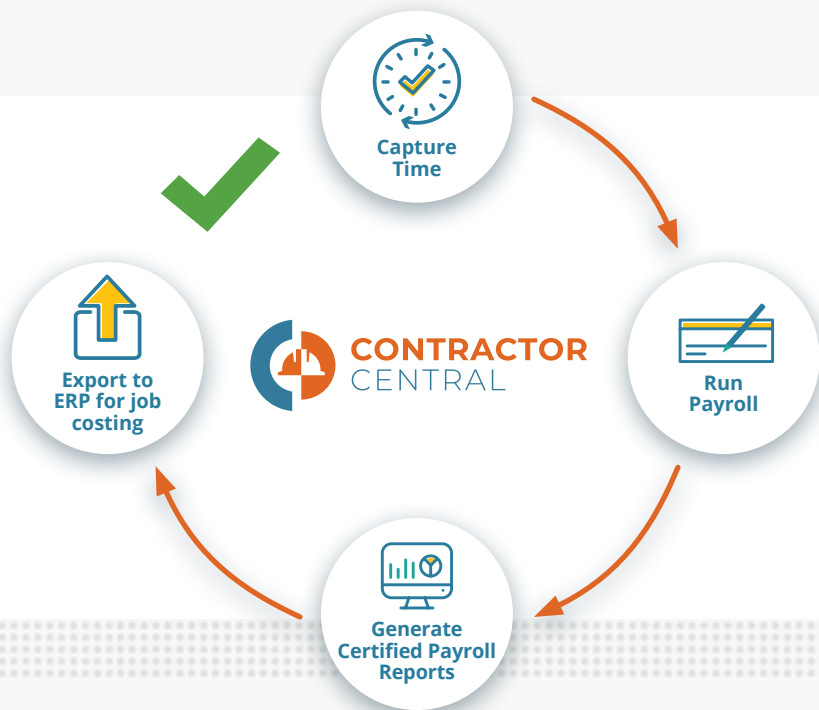 Capture
Time
Run
Payroll
Generate
Certified Payroll
Reports
Export to
ERP for job
costing
CONTRACTOR
CENTRAL